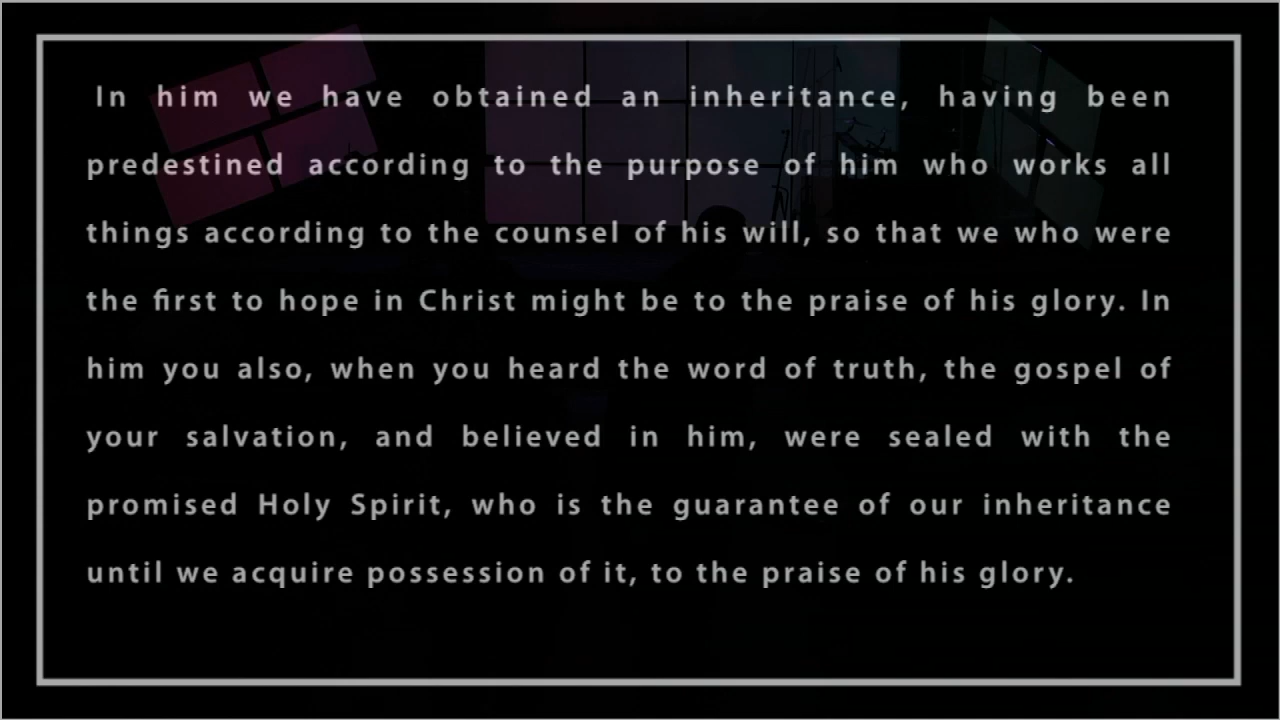 In him we have obtained an inheritance, having been
predestined according to the purpose of him who works all
things according to the counsel of his will, so that we who were
the first to hope in Christ might be to the praise of his glory. In
him you also, when you heard the word of truth, the gospel of
your salvation, and believed in him, were sealed with the
promised Holy Spirit, who is the guarantee of our inheritance
until we acquire possession of it, to the praise of his glory.